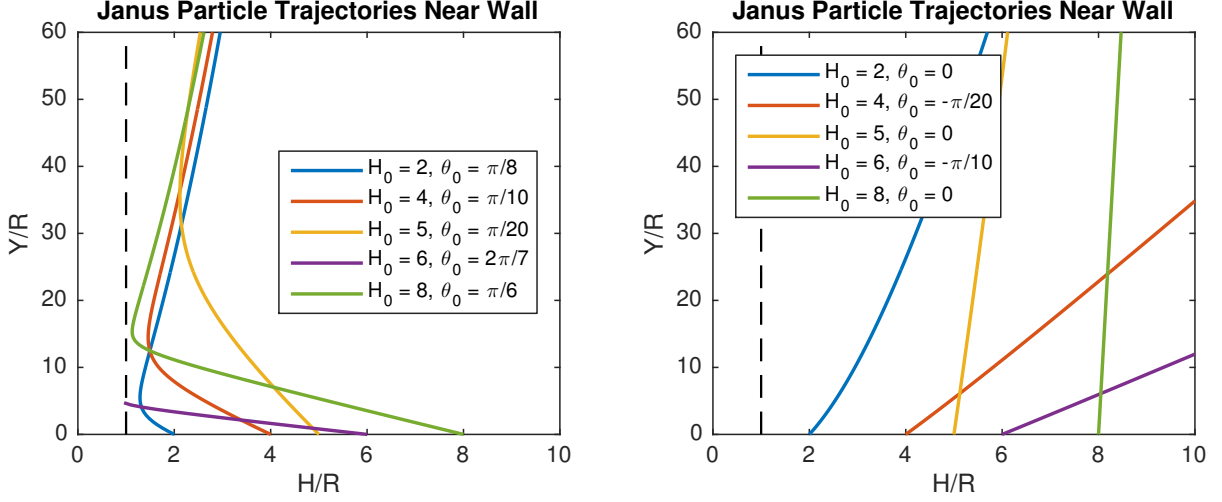 Janus Particle Trajectories Near Wall
60
50
40
30
20
10
0
Y/R
H₀ = 2, θ₀ = π/8
H₀ = 4, θ₀ = π/10
H₀ = 5, θ₀ = π/20
H₀ = 6, θ₀ = 2π/7
H₀ = 8, θ₀ = π/6
0 2 4 6 8 10
H/R
Janus Particle Trajectories Near Wall
60
50
40
30
20
10
0
Y/R
H₀ = 2, θ₀ = 0
H₀ = 4, θ₀ = -π/20
H₀ = 5, θ₀ = 0
H₀ = 6, θ₀ = -π/10
H₀ = 8, θ₀ = 0
0 2 4 6 8 10
H/R